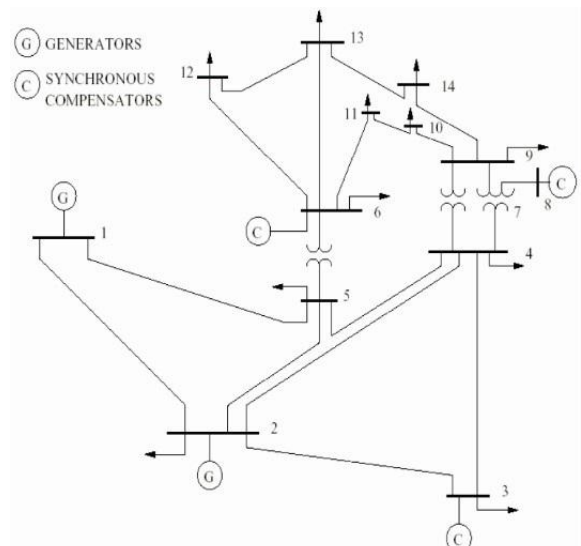 G GENERATORS
C SYNCHRONOUS
COMPENSATORS
13
12
14
11
10
9
C
8
7
G
1
C
6
4
5
2
G
3
C